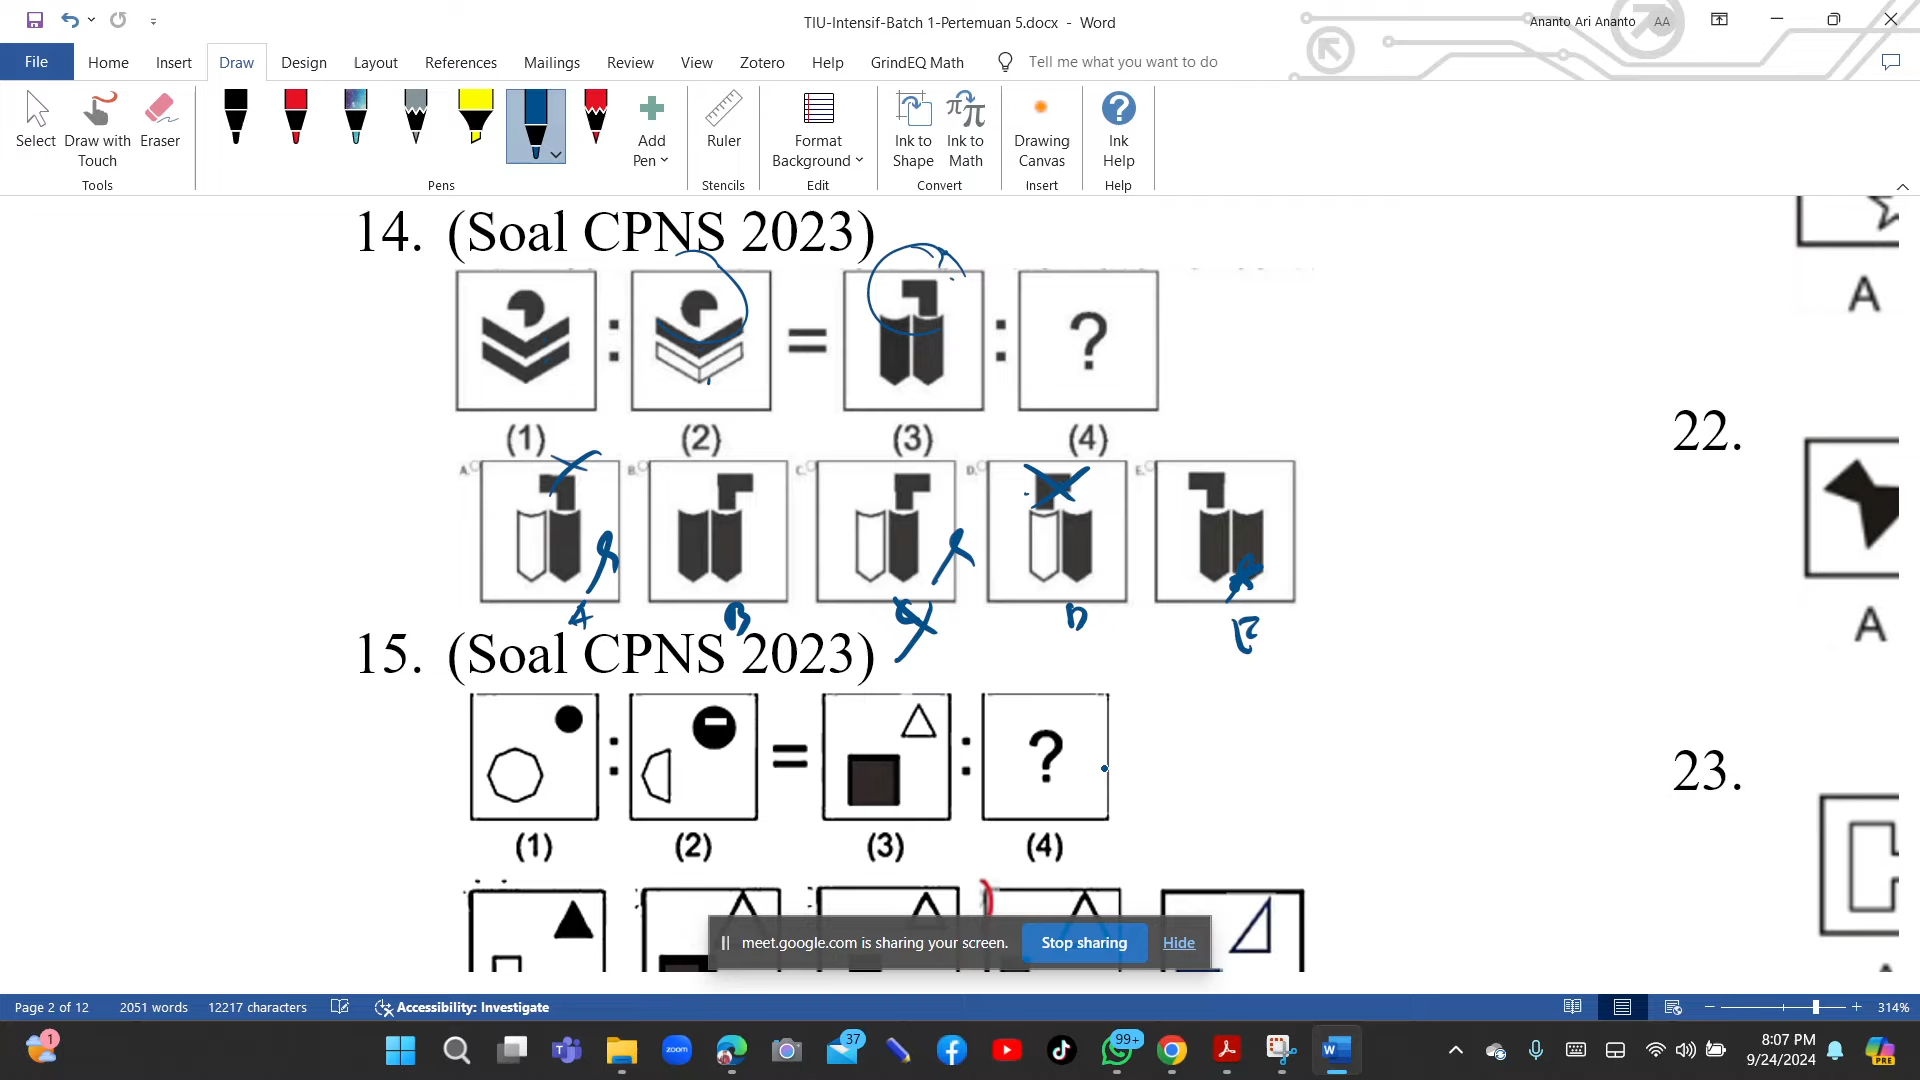 TIU-Intensif-Batch 1-Pertemuan 5.docx - Word
Ananto Ari Ananto
AA
File
Home
Insert
Draw
Design
Layout
References
Mailings
Review
View
Zotero
Help
GrindEQ Math
Tell me what you want to do
Select
Draw with Touch
Eraser
Add Pen
Ruler
Format Background
Ink to Shape
Ink to Math
Drawing Canvas
Ink Help
Tools
Pens
Stencils
Edit
Convert
Insert
Help
14. (Soal CPNS 2023)
: = : ?
(1) (2) (3) (4)
A. B. C. D. E.
A B D E
15. (Soal CPNS 2023)
: = : ?
(1) (2) (3) (4)
A
22.
A
23.
meet.google.com is sharing your screen.
Stop sharing
Hide
Page 2 of 12
2051 words
12217 characters
Accessibility: Investigate
314%
1
zoom
37
99+
W
8:07 PM
9/24/2024
PRE